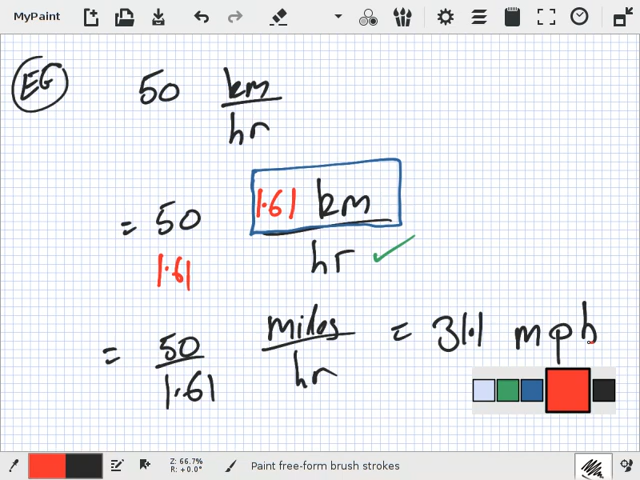 MyPaint
EG 50 km
hr
= 50 1.61 km
1.61 hr ✓
= 50 miles = 31.1 mph
1.61 hr
Z: 66.7%
R: +0.0°
Paint free-form brush strokes